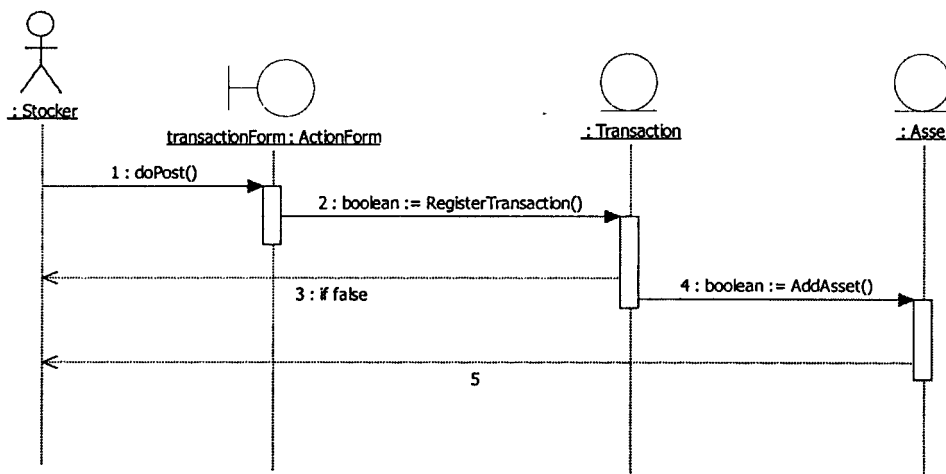 : Stocker
transactionForm : ActionForm
: Transaction
: Asse
1 : doPost()
2 : boolean := RegisterTransaction()
3 : if false
4 : boolean := AddAsset()
5